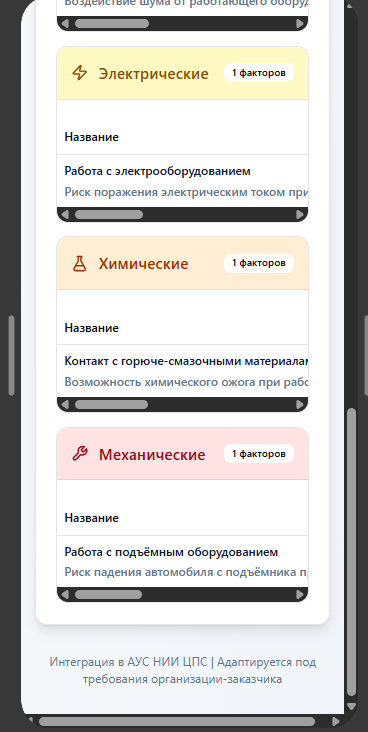 Воздействие шума от работающего оборуд
Электрические
1 факторов
Название
Работа с электрооборудованием
Риск поражения электрическим током при
Химические
1 факторов
Название
Контакт с горюче-смазочными материалам
Возможность химического ожога при рабо
Механические
1 факторов
Название
Работа с подъёмным оборудованием
Риск падения автомобиля с подъёмника п
Интеграция в АУС НИИ ЦПС | Адаптируется под
требования организации-заказчика